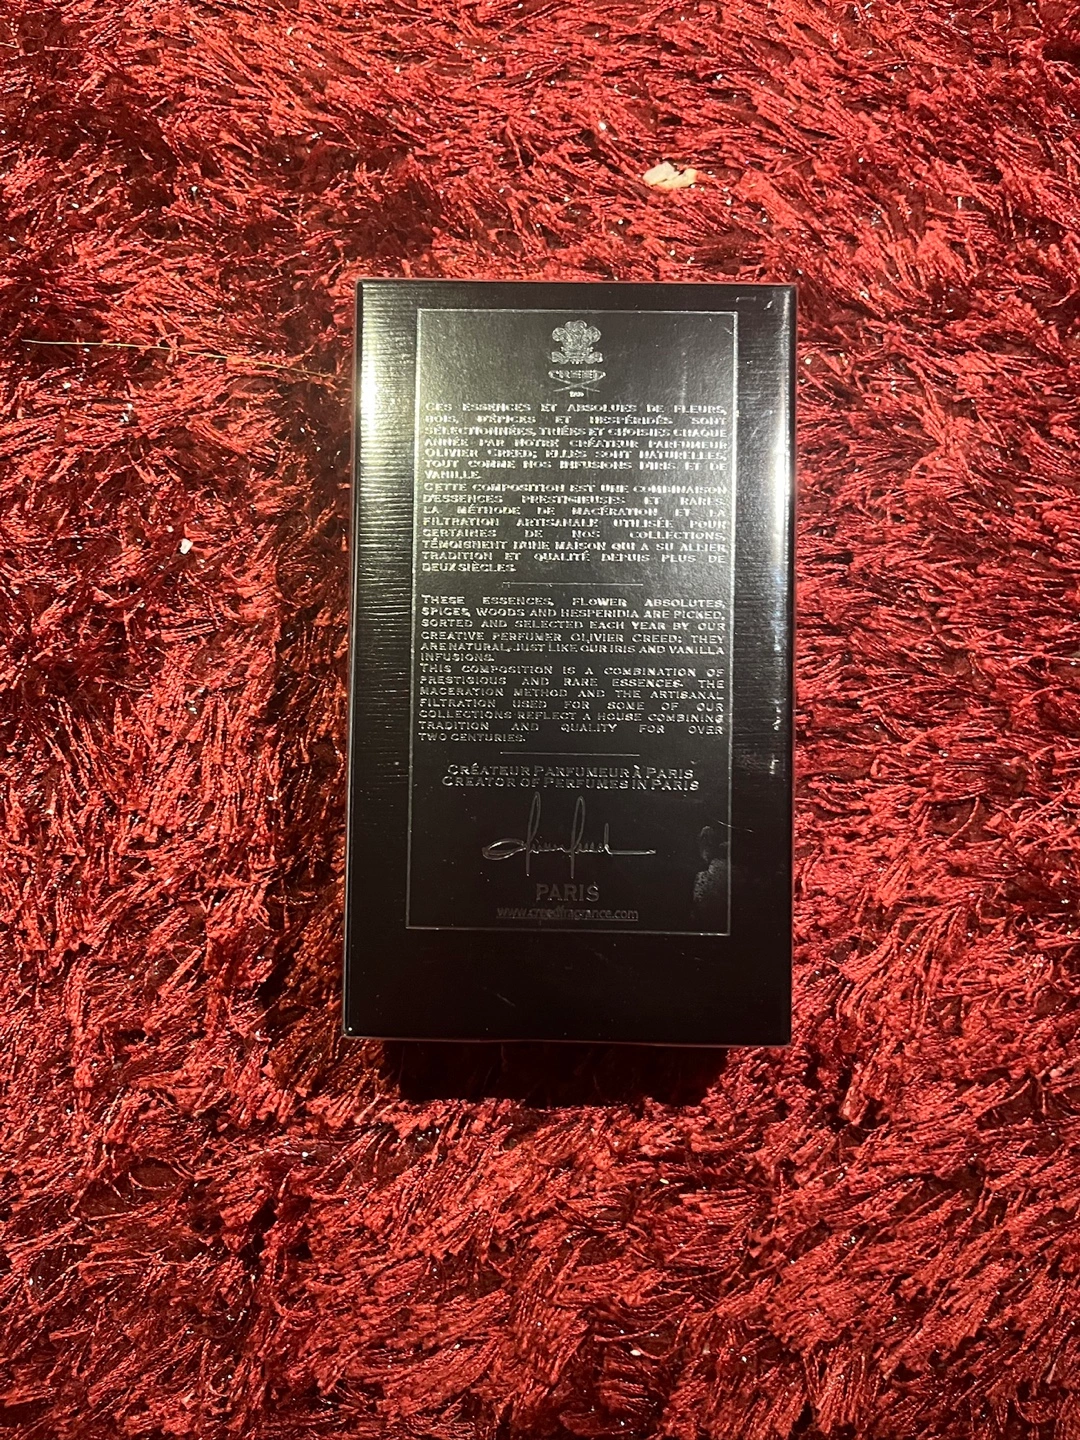 CREED
CES ESSENCES ET ABSOLUES DE FLEURS,
BOIS, D'ÉPICES ET HESPÉRIDÉS SONT
SÉLECTIONNÉES, TRIÉES ET CHOISIES CHAQUE
ANNÉE PAR NOTRE CRÉATEUR PARFUMEUR
OLIVIER CREED; ELLES SONT NATURELLES,
TOUT COMME NOS INFUSIONS D'IRIS ET DE
VANILLE.
CETTE COMPOSITION EST UNE COMBINAISON
D'ESSENCES PRESTIGIEUSES ET RARES.
LA MÉTHODE DE MACÉRATION ET LA
FILTRATION ARTISANALE UTILISÉE POUR
CERTAINES DE NOS COLLECTIONS,
TÉMOIGNENT D'UNE MAISON QUI A SU ALLIER
TRADITION ET QUALITÉ DEPUIS PLUS DE
DEUX SIÈCLES.
THESE ESSENCES, FLOWER ABSOLUTES,
SPICES, WOODS AND HESPERIDIA ARE PICKED,
SORTED AND SELECTED EACH YEAR BY OUR
CREATIVE PERFUMER OLIVIER CREED; THEY
ARE NATURAL, JUST LIKE OUR IRIS AND VANILLA
INFUSIONS.
THIS COMPOSITION IS A COMBINATION OF
PRESTIGIOUS AND RARE ESSENCES. THE
MACERATION METHOD AND THE ARTISANAL
FILTRATION USED FOR SOME OF OUR
COLLECTIONS REFLECT A HOUSE COMBINING
TRADITION AND QUALITY FOR OVER
TWO CENTURIES.
CRÉATEUR PARFUMEUR À PARIS
CREATOR OF PERFUMES IN PARIS
PARIS
www.creedfragrance.com